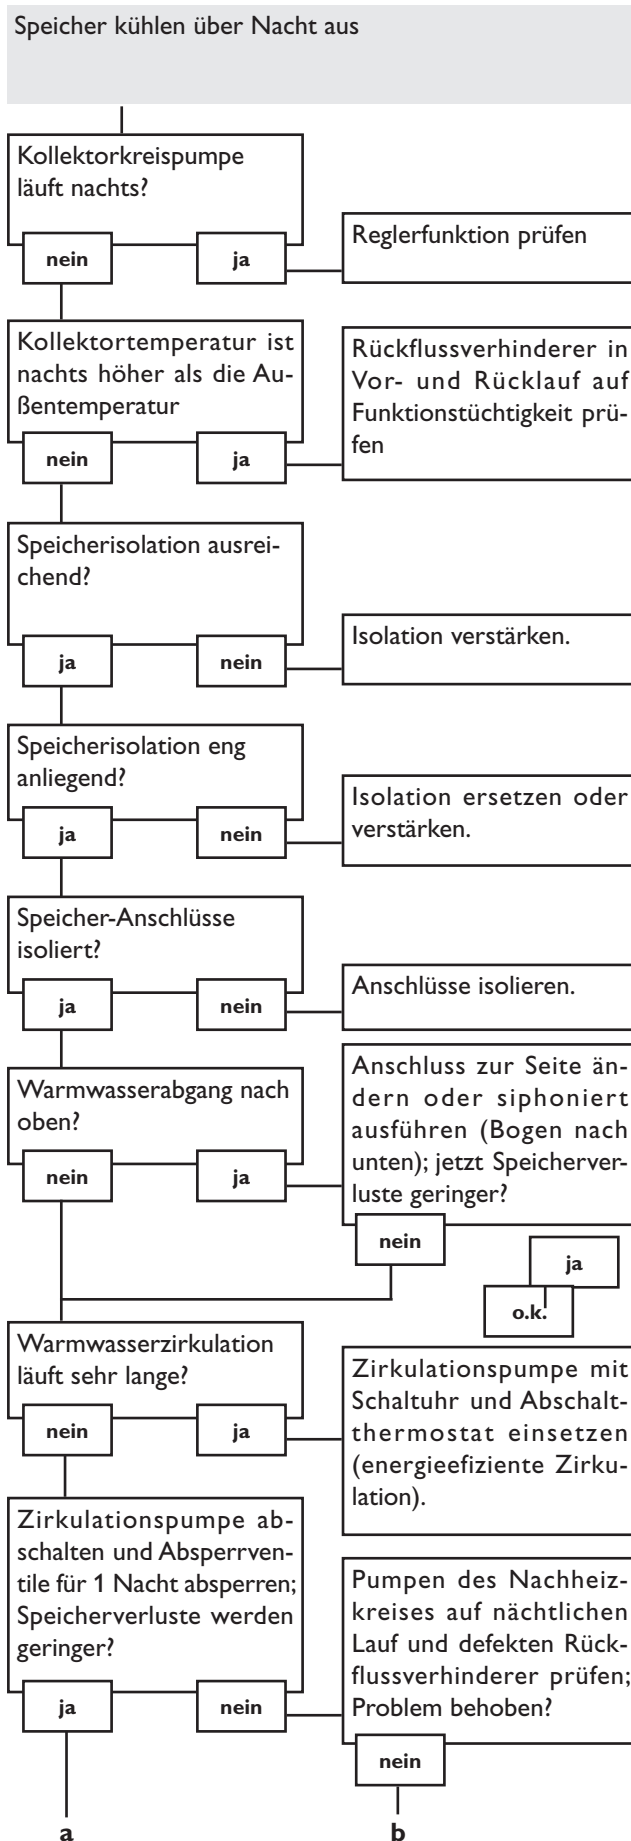 Speicher kühlen über Nacht aus
Kollektorkreispumpe
läuft nachts?
nein
ja
Reglerfunktion prüfen
Kollektortemperatur ist
nachts höher als die Au-
ßentemperatur
nein
ja
Rückflussverhinderer in
Vor- und Rücklauf auf
Funktionstüchtigkeit prü-
fen
Speicherisolation ausrei-
chend?
ja
nein
Isolation verstärken.
Speicherisolation eng
anliegend?
ja
nein
Isolation ersetzen oder
verstärken.
Speicher-Anschlüsse
isoliert?
ja
nein
Anschlüsse isolieren.
Warmwasserabgang nach
oben?
nein
ja
Anschluss zur Seite än-
dern oder siphoniert
ausführen (Bogen nach
unten); jetzt Speicherver-
luste geringer?
nein
ja
o.k.
Warmwasserzirkulation
läuft sehr lange?
nein
ja
Zirkulationspumpe mit
Schaltuhr und Abschalt-
thermostat einsetzen
(energieefiziente Zirku-
lation).
Zirkulationspumpe ab-
schalten und Absperrven-
tile für 1 Nacht absperren;
Speicherverluste werden
geringer?
ja
nein
Pumpen des Nachheiz-
kreises auf nächtlichen
Lauf und defekten Rück-
flussverhinderer prüfen;
Problem behoben?
nein
a
b